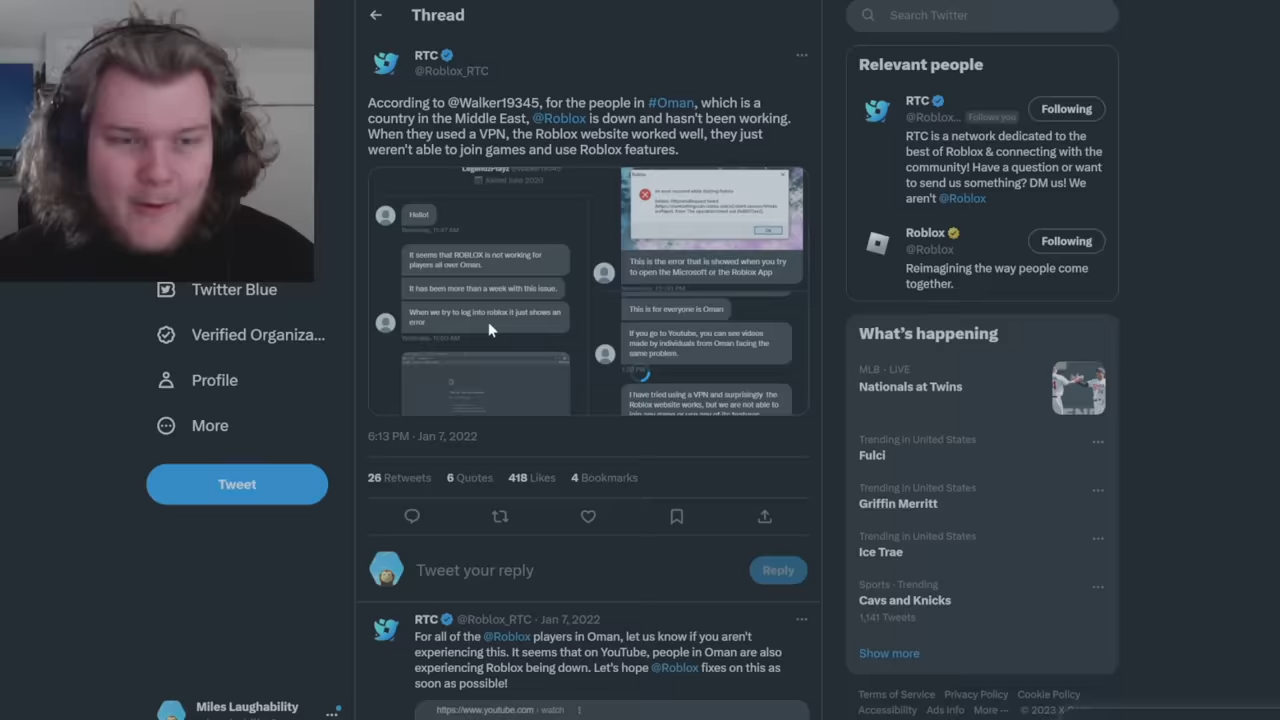 Thread
RTC
@Roblox_RTC
According to @Walker19345, for the people in #Oman, which is a
country in the Middle East, @Roblox is down and hasn't been working.
When they used a VPN, the Roblox website worked well, they just
weren't able to join games and use Roblox features.
Hello!
It seems that ROBLOX is not working for
players all over Oman.
It has been more than a week with this issue.
When we try to log into roblox it just shows an
error
This is the error that is showed when you try
to open the Microsoft or the Roblox App
This is for everyone is Oman
If you go to Youtube, you can see videos
made by individuals from Oman facing the
same problem.
I have tried using a VPN and surprisingly the
Roblox website works, but we are not able to
6:13 PM · Jan 7, 2022
26 Retweets 6 Quotes 418 Likes 4 Bookmarks
Tweet your reply
Reply
RTC @Roblox_RTC · Jan 7, 2022
For all of the @Roblox players in Oman, let us know if you aren't
experiencing this. It seems that on YouTube, people in Oman are also
experiencing Roblox being down. Let's hope @Roblox fixes on this as
soon as possible!
https://www.youtube.com › watch
Twitter Blue
Verified Organiza...
Profile
More
Tweet
Miles Laughability
Search Twitter
Relevant people
RTC
@Roblox... Follows you
Following
RTC is a network dedicated to the
best of Roblox & connecting with the
community! Have a question or want
to send us something? DM us! We
aren't @Roblox
Roblox
@Roblox
Following
Reimagining the way people come
together.
What's happening
MLB · LIVE
Nationals at Twins
Trending in United States
Fulci
Trending in United States
Griffin Merritt
Trending in United States
Ice Trae
Sports · Trending
Cavs and Knicks
1,141 Tweets
Show more
Terms of Service Privacy Policy Cookie Policy
Accessibility Ads info More ··· © 2023 X